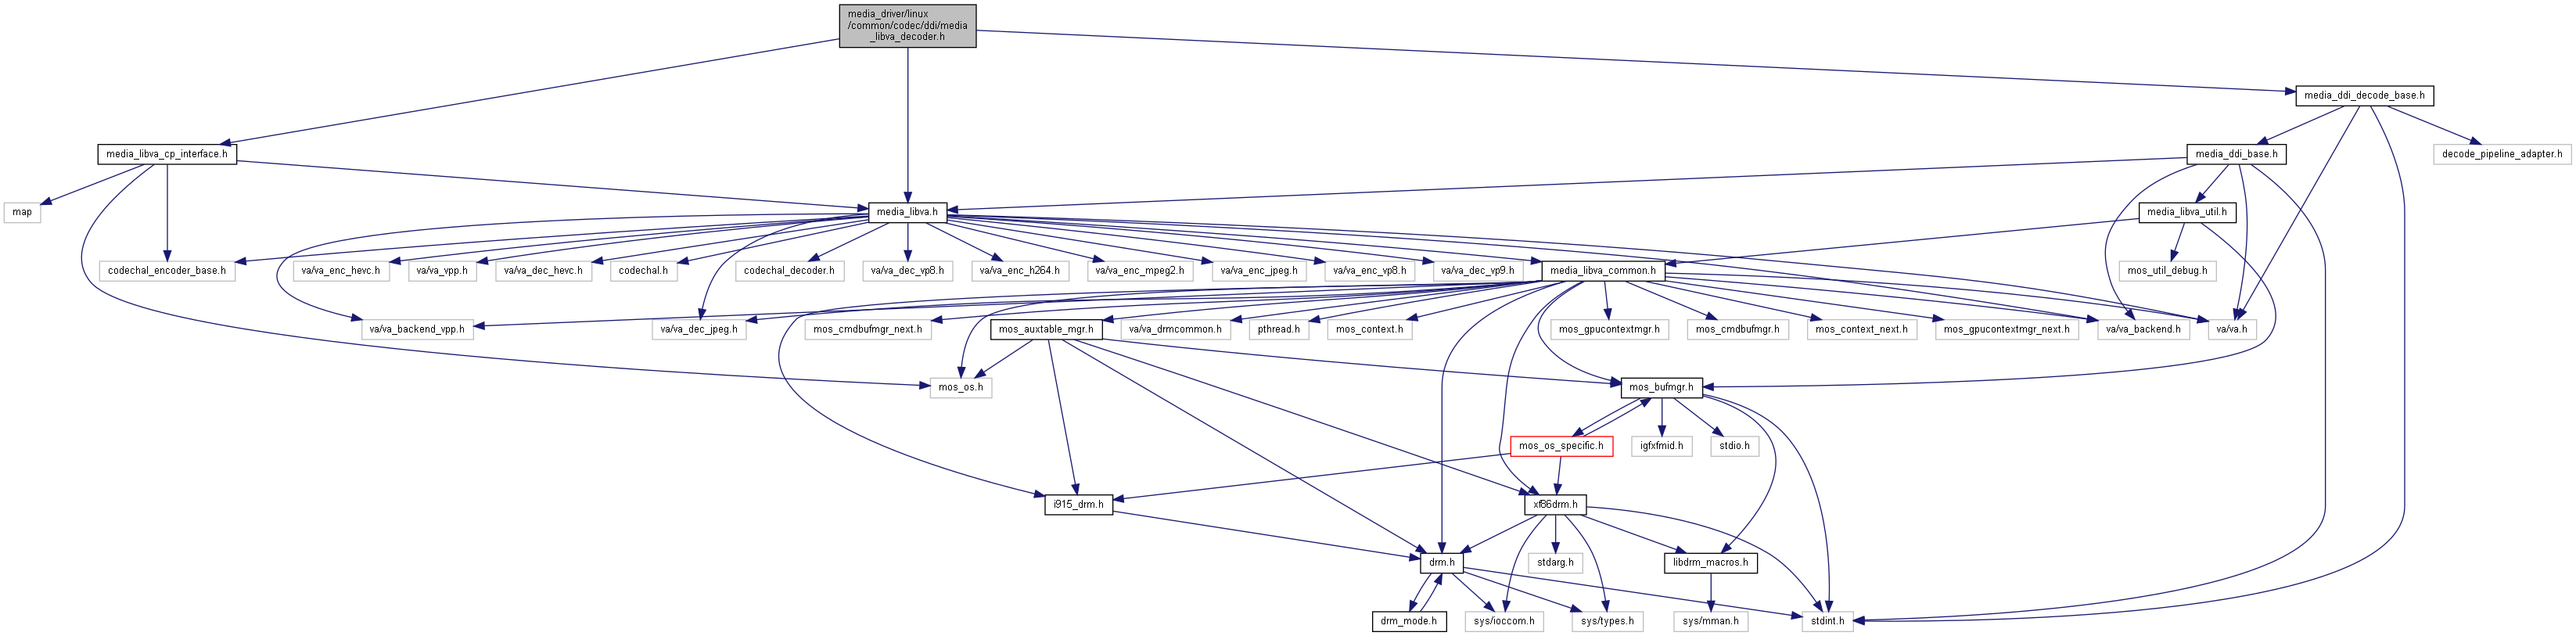 media_driver/linux
/common/codec/ddi/media
_libva_decoder.h
media_ddi_decode_base.h
media_libva_cp_interface.h
media_ddi_base.h
decode_pipeline_adapter.h
map
media_libva.h
media_libva_util.h
codechal_encoder_base.h
va/va_enc_hevc.h
va/va_vpp.h
va/va_dec_hevc.h
codechal.h
codechal_decoder.h
va/va_dec_vp8.h
va/va_enc_h264.h
va/va_enc_mpeg2.h
va/va_enc_jpeg.h
va/va_enc_vp8.h
va/va_dec_vp9.h
media_libva_common.h
mos_util_debug.h
va/va_backend_vpp.h
va/va_dec_jpeg.h
mos_cmdbufmgr_next.h
mos_auxtable_mgr.h
va/va_drmcommon.h
pthread.h
mos_context.h
mos_gpucontextmgr.h
mos_cmdbufmgr.h
mos_context_next.h
mos_gpucontextmgr_next.h
va/va_backend.h
va/va.h
mos_os.h
mos_bufmgr.h
mos_os_specific.h
igfxfmid.h
stdio.h
i915_drm.h
xf86drm.h
drm.h
stdarg.h
libdrm_macros.h
drm_mode.h
sys/ioccom.h
sys/types.h
sys/mman.h
stdint.h